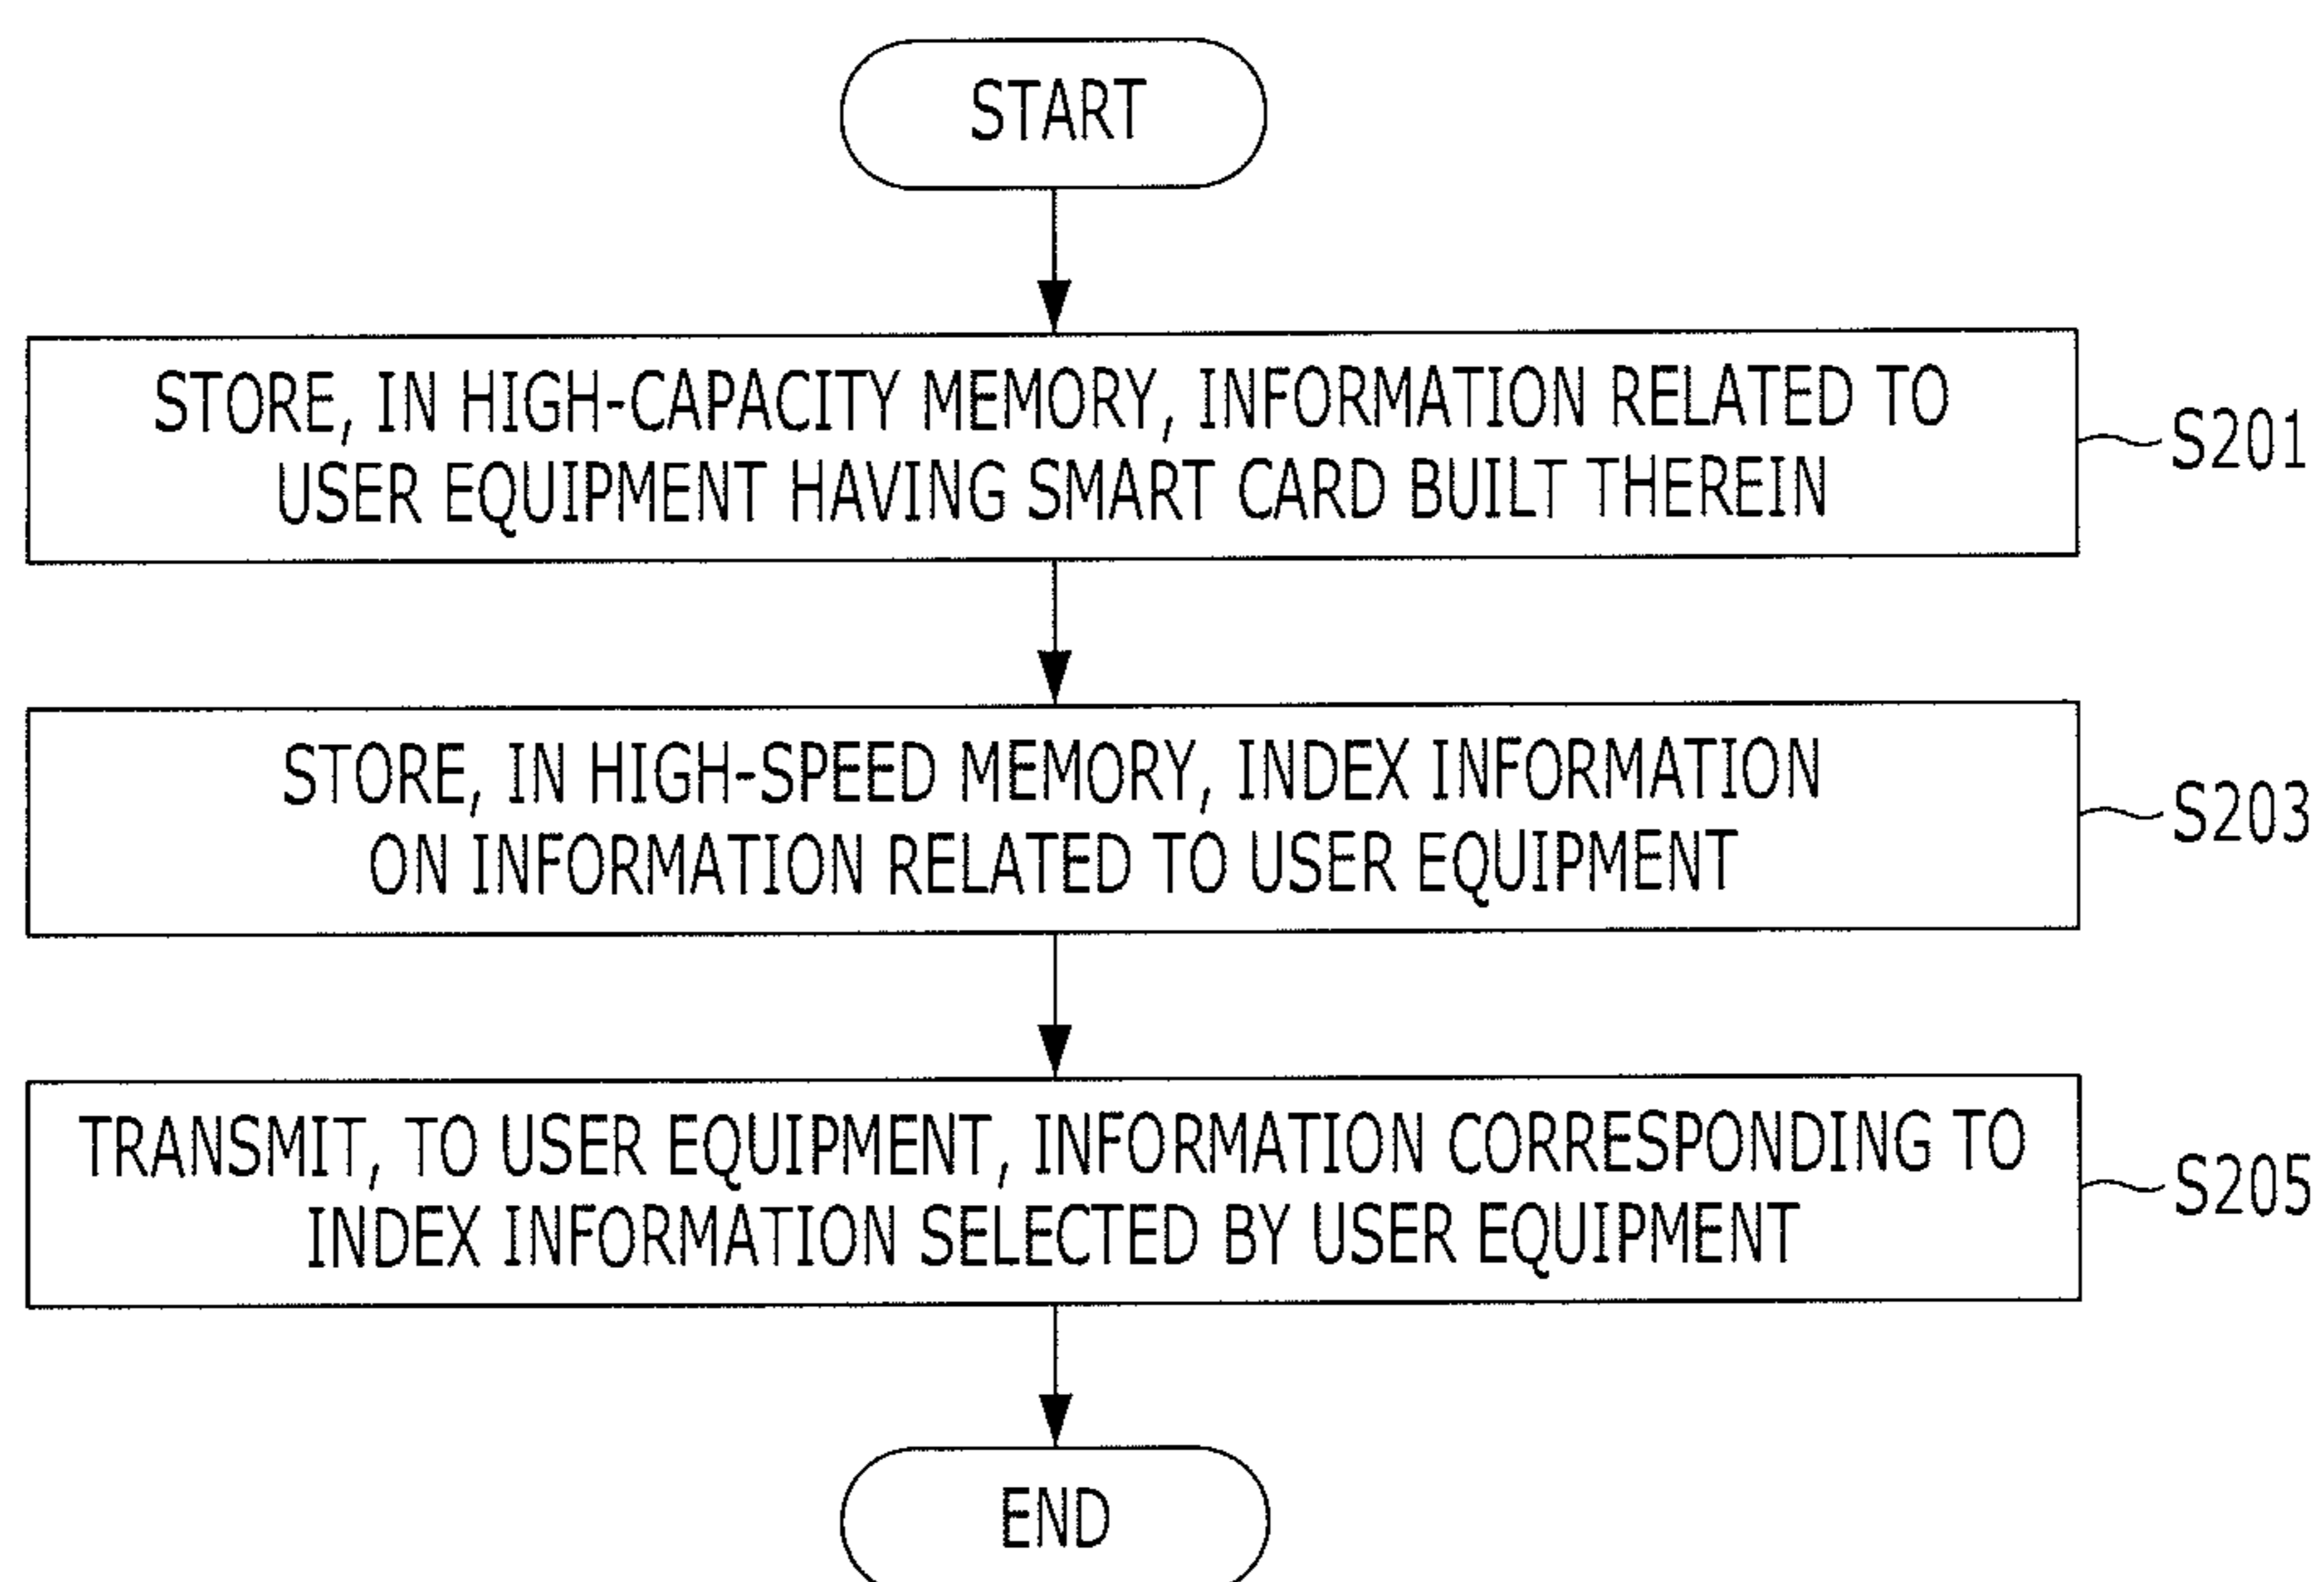 START
STORE, IN HIGH-CAPACITY MEMORY, INFORMATION RELATED TO
USER EQUIPMENT HAVING SMART CARD BUILT THEREIN
S201
STORE, IN HIGH-SPEED MEMORY, INDEX INFORMATION
ON INFORMATION RELATED TO USER EQUIPMENT
S203
TRANSMIT, TO USER EQUIPMENT, INFORMATION CORRESPONDING TO
INDEX INFORMATION SELECTED BY USER EQUIPMENT
S205
END